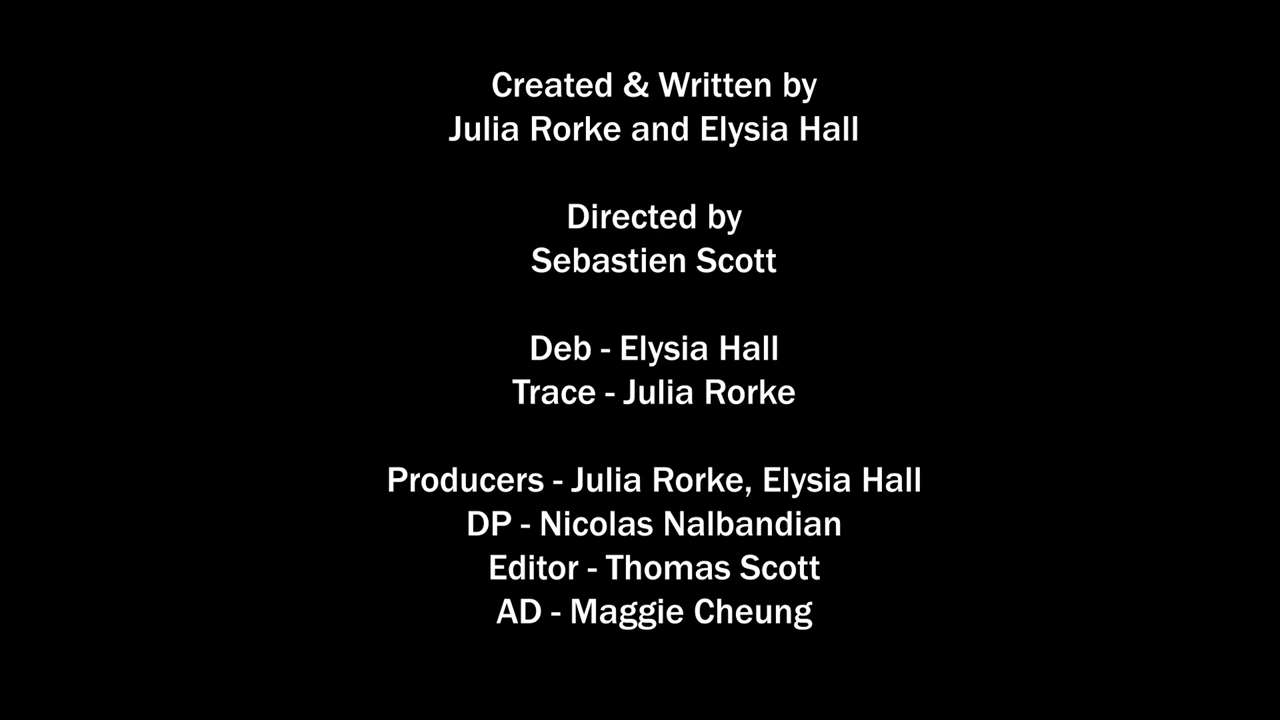 Created & Written by
Julia Rorke and Elysia Hall
Directed by
Sebastien Scott
Deb - Elysia Hall
Trace - Julia Rorke
Producers - Julia Rorke, Elysia Hall
DP - Nicolas Nalbandian
Editor - Thomas Scott
AD - Maggie Cheung